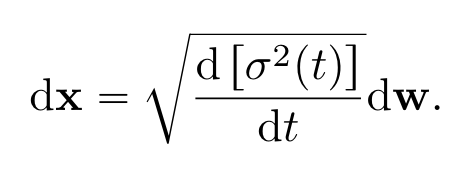 d𝐱 = √(d[σ²(t)]/dt) d𝐰.